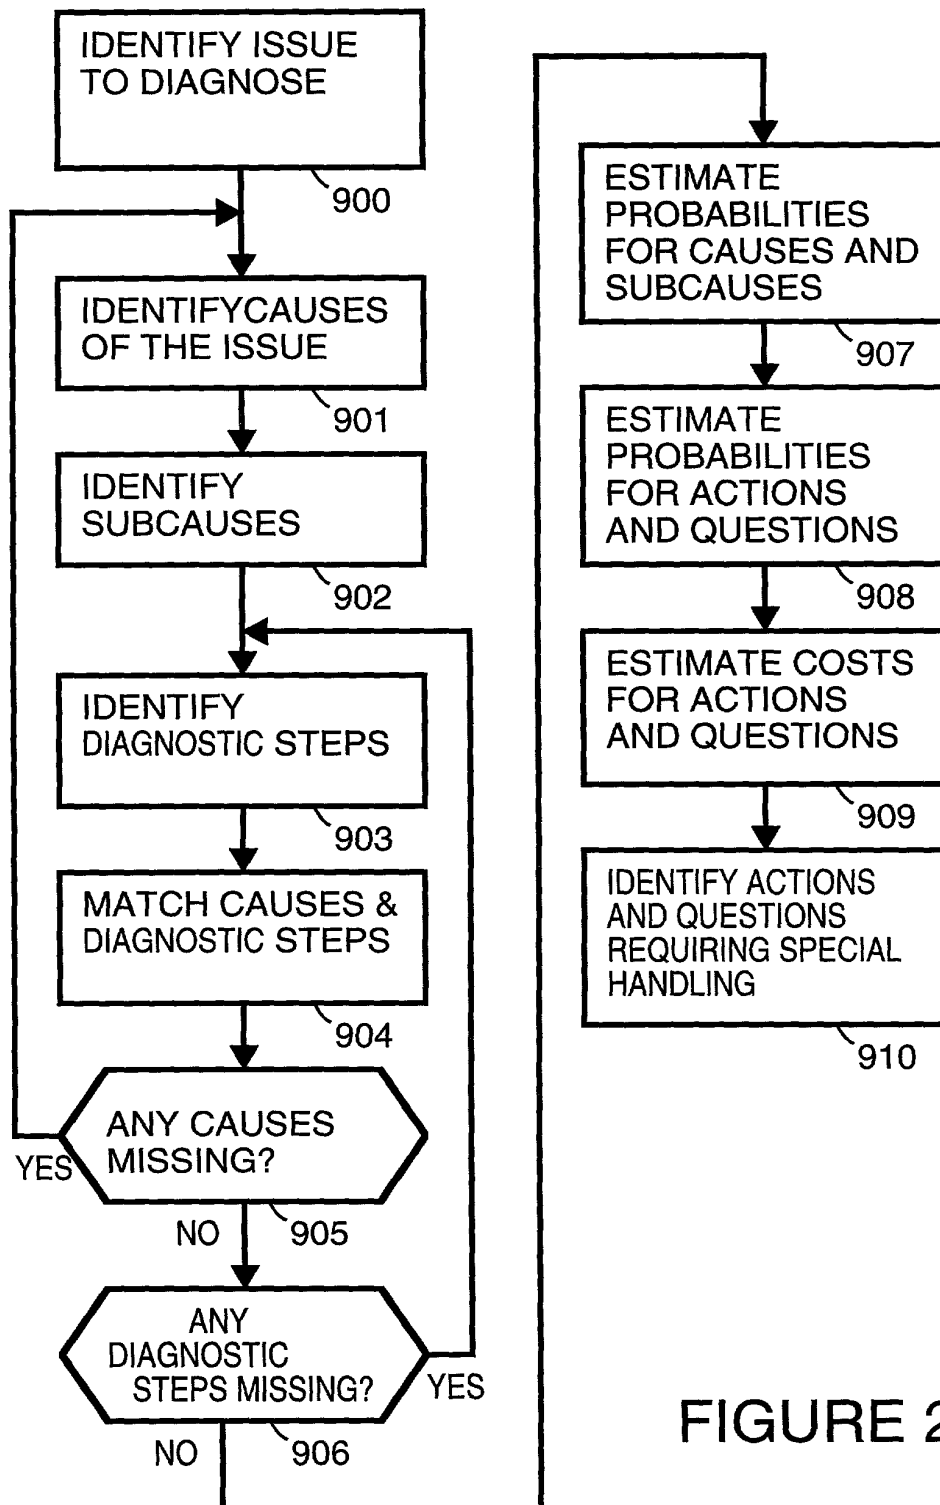 IDENTIFY ISSUE
TO DIAGNOSE
900
IDENTIFYCAUSES
OF THE ISSUE
901
IDENTIFY
SUBCAUSES
902
IDENTIFY
DIAGNOSTIC STEPS
903
MATCH CAUSES &
DIAGNOSTIC STEPS
904
ANY CAUSES
MISSING?
YES
NO
905
ANY
DIAGNOSTIC
STEPS MISSING?
YES
NO
906
ESTIMATE
PROBABILITIES
FOR CAUSES AND
SUBCAUSES
907
ESTIMATE
PROBABILITIES
FOR ACTIONS
AND QUESTIONS
908
ESTIMATE COSTS
FOR ACTIONS
AND QUESTIONS
909
IDENTIFY ACTIONS
AND QUESTIONS
REQUIRING SPECIAL
HANDLING
910
FIGURE 2